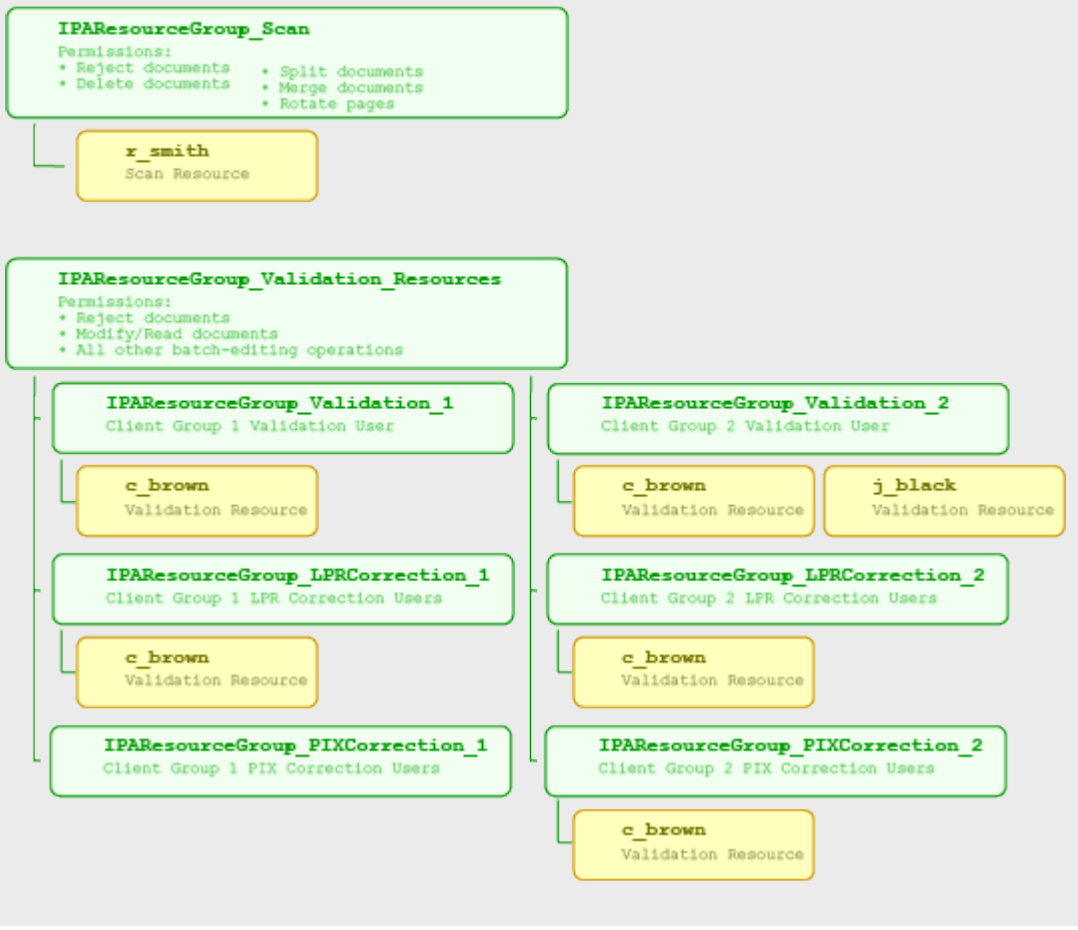 IPAResourceGroup_Scan
Permissions:
• Reject documents
• Delete documents
• Split documents
• Merge documents
• Rotate pages
r_smith
Scan Resource
IPAResourceGroup_Validation_Resources
Permissions:
• Reject documents
• Modify/Read documents
• All other batch-editing operations
IPAResourceGroup_Validation_1
Client Group 1 Validation User
IPAResourceGroup_Validation_2
Client Group 2 Validation User
c_brown
Validation Resource
c_brown
Validation Resource
j_black
Validation Resource
IPAResourceGroup_LPRCorrection_1
Client Group 1 LPR Correction Users
IPAResourceGroup_LPRCorrection_2
Client Group 2 LPR Correction Users
c_brown
Validation Resource
c_brown
Validation Resource
IPAResourceGroup_PIXCorrection_1
Client Group 1 PIX Correction Users
IPAResourceGroup_PIXCorrection_2
Client Group 2 PIX Correction Users
c_brown
Validation Resource